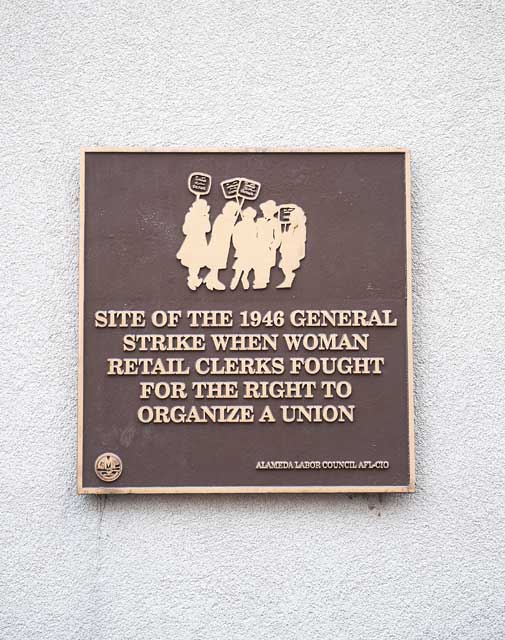 SITE OF THE 1946 GENERAL
STRIKE WHEN WOMAN
RETAIL CLERKS FOUGHT
FOR THE RIGHT TO
ORGANIZE A UNION
ALAMEDA LABOR COUNCIL AFL-CIO